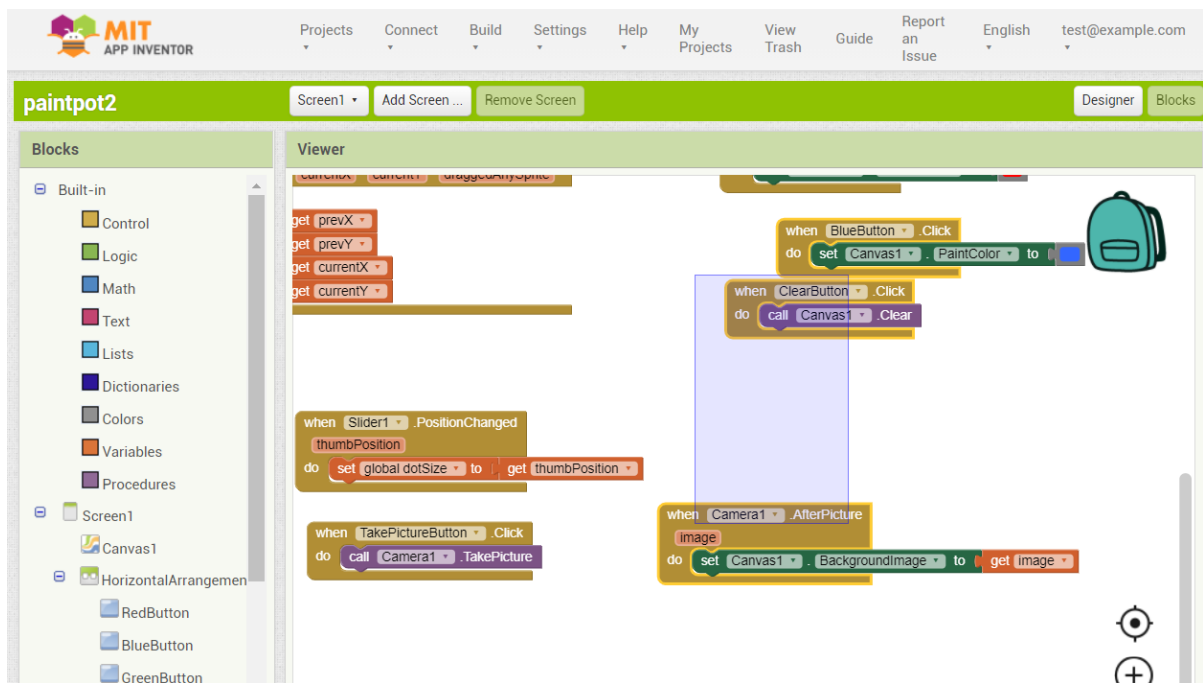 MIT
APP INVENTOR
Projects
Connect
Build
Settings
Help
My
Projects
View
Trash
Guide
Report
an
Issue
English
test@example.com
paintpot2
Screen1
Add Screen ...
Remove Screen
Designer
Blocks
Blocks
Viewer
Built-in
Control
Logic
Math
Text
Lists
Dictionaries
Colors
Variables
Procedures
Screen1
Canvas1
HorizontalArrangemen
RedButton
BlueButton
GreenButton
currentX currentY draggedAnySprite
get prevX
get prevY
get currentX
get currentY
when BlueButton .Click
do set Canvas1 . PaintColor to
when ClearButton .Click
do call Canvas1 .Clear
when Slider1 .PositionChanged
thumbPosition
do set global dotSize to get thumbPosition
when TakePictureButton .Click
do call Camera1 .TakePicture
when Camera1 .AfterPicture
image
do set Canvas1 . BackgroundImage to get image